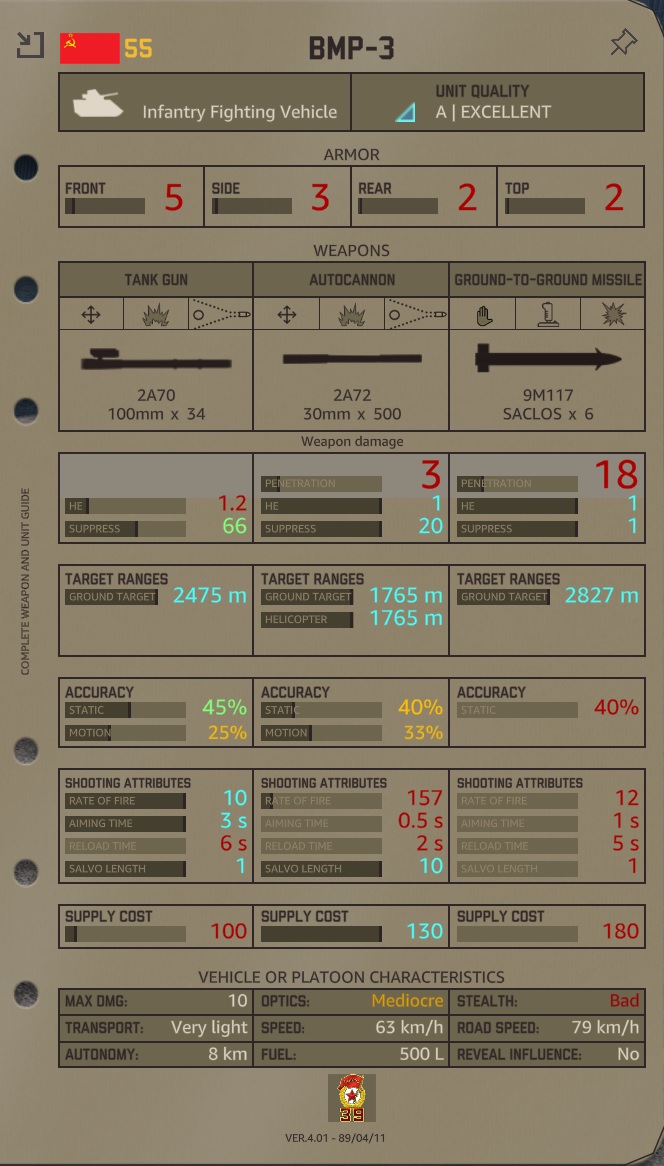 55
BMP-3
Infantry Fighting Vehicle
UNIT QUALITY
A | EXCELLENT
ARMOR
FRONT 5
SIDE 3
REAR 2
TOP 2
WEAPONS
TANK GUN
AUTOCANNON
GROUND-TO-GROUND MISSILE
2A70
100mm x 34
2A72
30mm x 500
9M117
SACLOS x 6
Weapon damage
HE 1.2
SUPPRESS 66
PENETRATION 3
HE 1
SUPPRESS 20
PENETRATION 18
HE 1
SUPPRESS 1
TARGET RANGES
GROUND TARGET 2475 m
TARGET RANGES
GROUND TARGET 1765 m
HELICOPTER 1765 m
TARGET RANGES
GROUND TARGET 2827 m
ACCURACY
STATIC 45%
MOTION 25%
ACCURACY
STATIC 40%
MOTION 33%
ACCURACY
STATIC 40%
SHOOTING ATTRIBUTES
RATE OF FIRE 10
AIMING TIME 3 s
RELOAD TIME 6 s
SALVO LENGTH 1
SHOOTING ATTRIBUTES
RATE OF FIRE 157
AIMING TIME 0.5 s
RELOAD TIME 2 s
SALVO LENGTH 10
SHOOTING ATTRIBUTES
RATE OF FIRE 12
AIMING TIME 1 s
RELOAD TIME 5 s
SALVO LENGTH 1
SUPPLY COST 100
SUPPLY COST 130
SUPPLY COST 180
VEHICLE OR PLATOON CHARACTERISTICS
MAX DMG: 10 OPTICS: Mediocre STEALTH: Bad
TRANSPORT: Very light SPEED: 63 km/h ROAD SPEED: 79 km/h
AUTONOMY: 8 km FUEL: 500 L REVEAL INFLUENCE: No
39
VER.4.01 - 89/04/11
COMPLETE WEAPON AND UNIT GUIDE